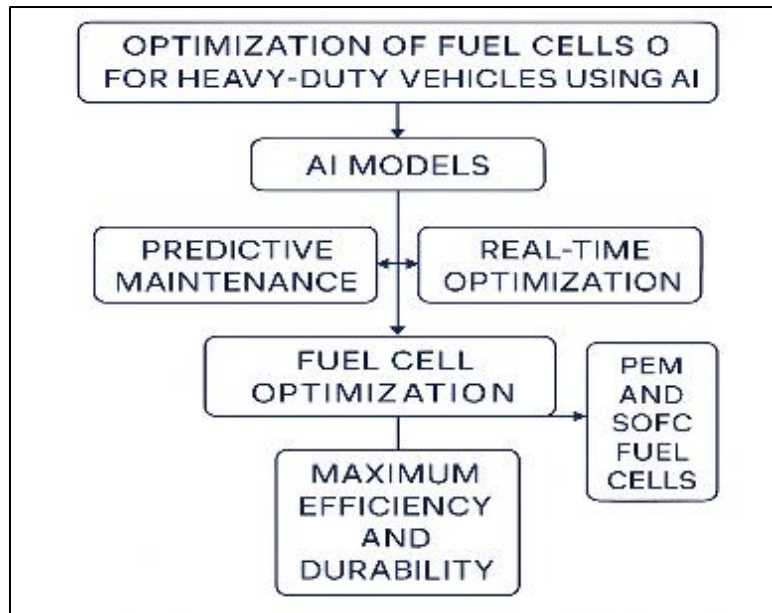 OPTIMIZATION OF FUEL CELLS O
FOR HEAVY-DUTY VEHICLES USING AI
AI MODELS
PREDICTIVE
MAINTENANCE
REAL-TIME
OPTIMIZATION
FUEL CELL
OPTIMIZATION
PEM
AND
SOFC
FUEL
CELLS
MAXIMUM
EFFICIENCY
AND
DURABILITY